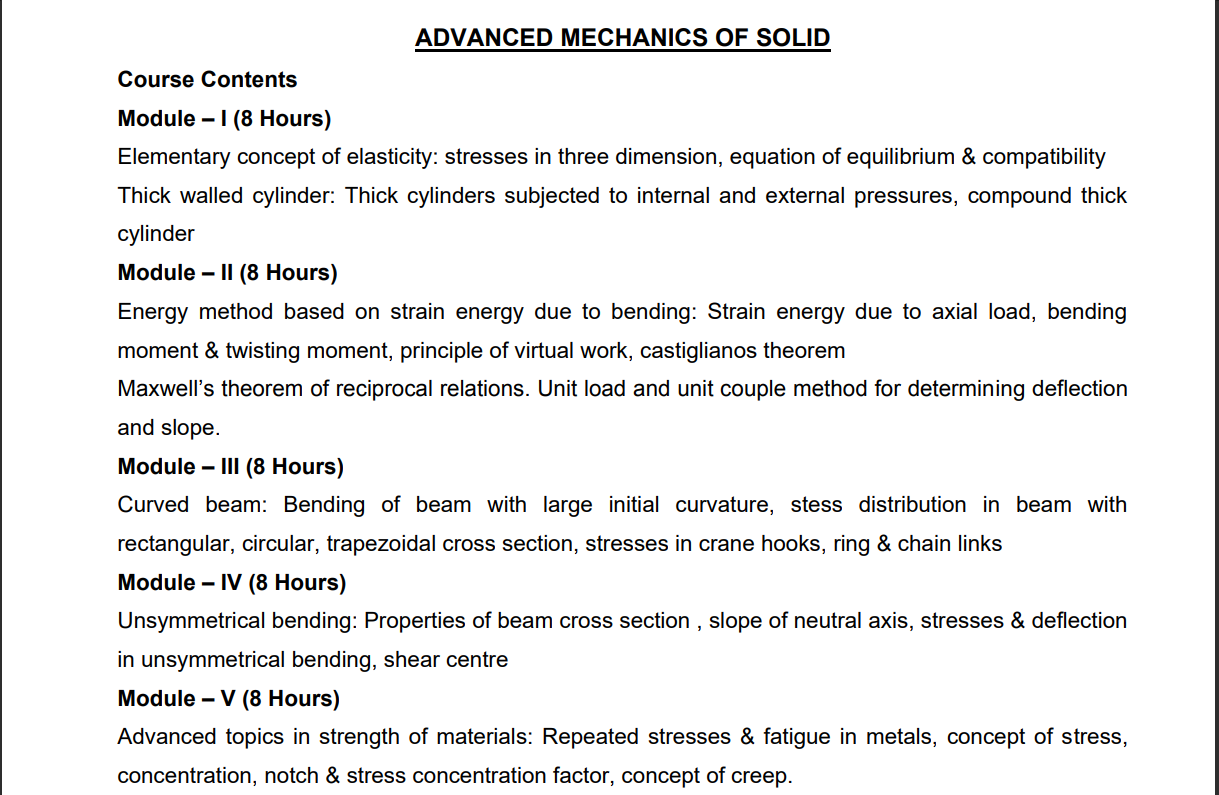 ADVANCED MECHANICS OF SOLID
Course Contents
Module – I (8 Hours)
Elementary concept of elasticity: stresses in three dimension, equation of equilibrium & compatibility
Thick walled cylinder: Thick cylinders subjected to internal and external pressures, compound thick
cylinder
Module – II (8 Hours)
Energy method based on strain energy due to bending: Strain energy due to axial load, bending
moment & twisting moment, principle of virtual work, castiglianos theorem
Maxwell’s theorem of reciprocal relations. Unit load and unit couple method for determining deflection
and slope.
Module – III (8 Hours)
Curved beam: Bending of beam with large initial curvature, stess distribution in beam with
rectangular, circular, trapezoidal cross section, stresses in crane hooks, ring & chain links
Module – IV (8 Hours)
Unsymmetrical bending: Properties of beam cross section , slope of neutral axis, stresses & deflection
in unsymmetrical bending, shear centre
Module – V (8 Hours)
Advanced topics in strength of materials: Repeated stresses & fatigue in metals, concept of stress,
concentration, notch & stress concentration factor, concept of creep.